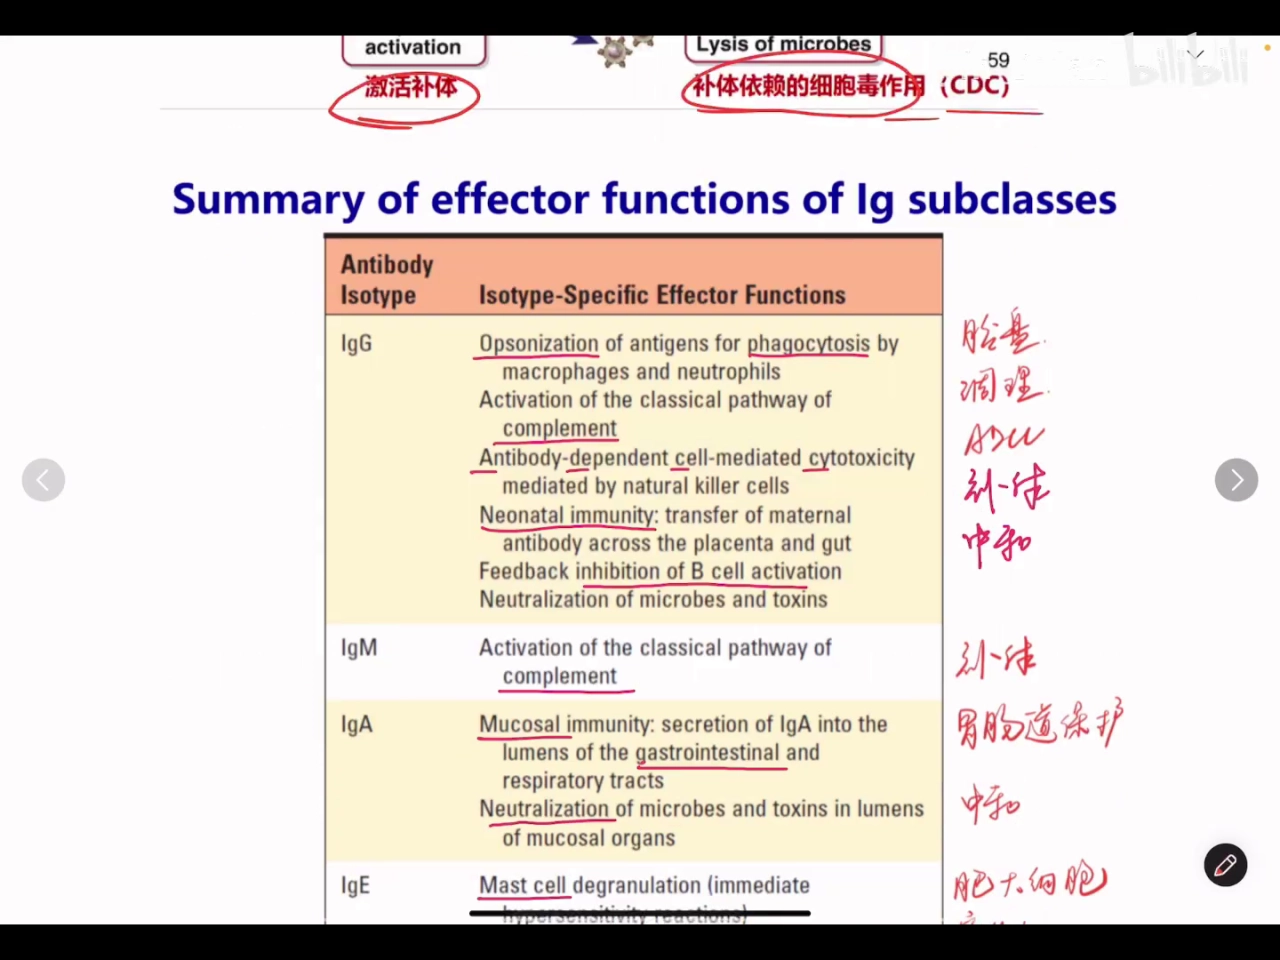 activation
Lysis of microbes
59
bilibili
激活补体
补体依赖的细胞毒作用（CDC）
Summary of effector functions of Ig subclasses
Antibody
Isotype
Isotype-Specific Effector Functions
IgG
Opsonization of antigens for phagocytosis by
macrophages and neutrophils
Activation of the classical pathway of
complement
Antibody-dependent cell-mediated cytotoxicity
mediated by natural killer cells
Neonatal immunity: transfer of maternal
antibody across the placenta and gut
Feedback inhibition of B cell activation
Neutralization of microbes and toxins
胎盘
调理
ADCC
补体
中和
IgM
Activation of the classical pathway of
complement
补体
IgA
Mucosal immunity: secretion of IgA into the
lumens of the gastrointestinal and
respiratory tracts
Neutralization of microbes and toxins in lumens
of mucosal organs
胃肠道保护
中和
IgE
Mast cell degranulation (immediate
hypersensitivity reactions)
肥大细胞